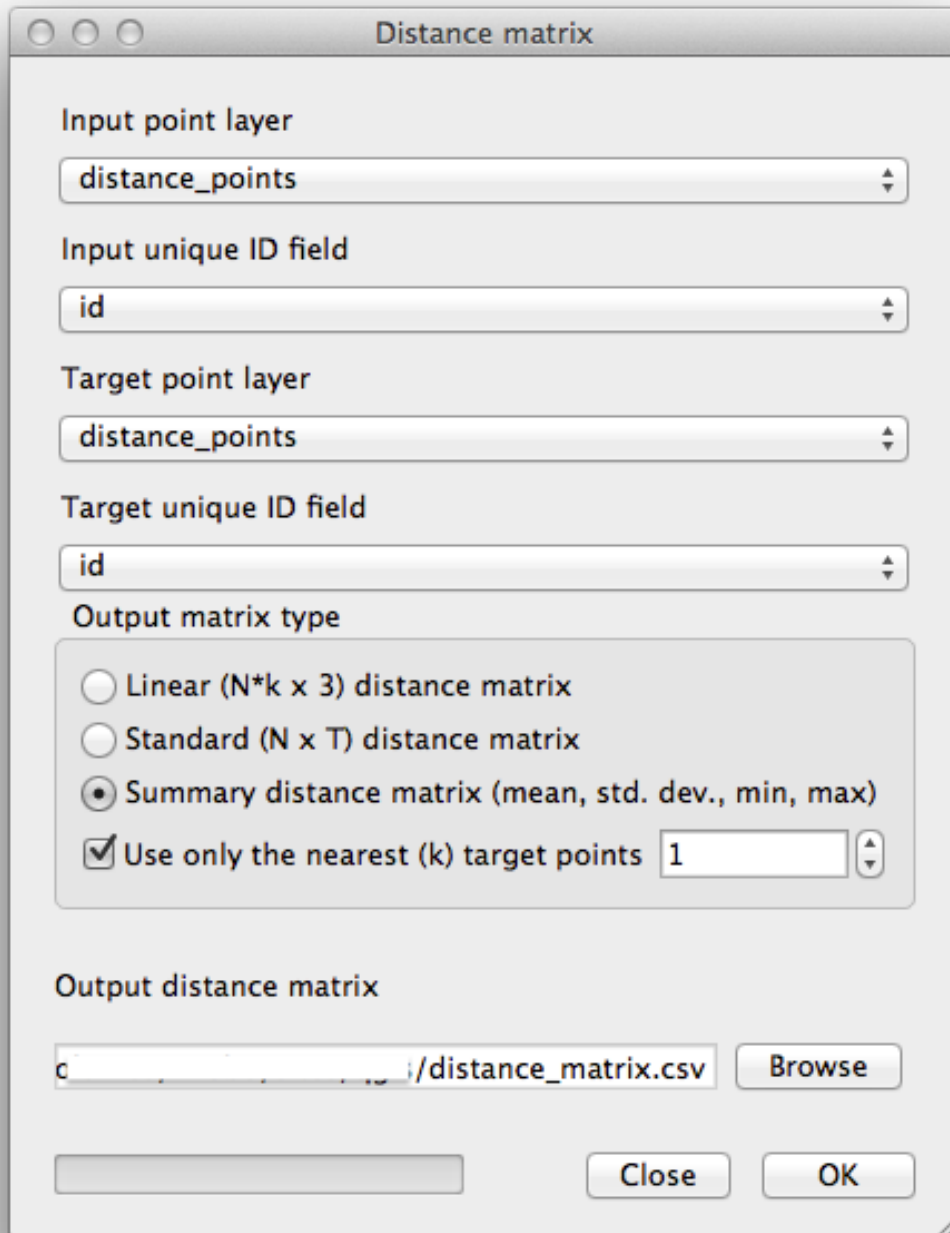 Distance matrix
Input point layer
distance_points
Input unique ID field
id
Target point layer
distance_points
Target unique ID field
id
Output matrix type
Linear (N*k x 3) distance matrix
Standard (N x T) distance matrix
Summary distance matrix (mean, std. dev., min, max)
Use only the nearest (k) target points 1
Output distance matrix
/distance_matrix.csv Browse
Close OK